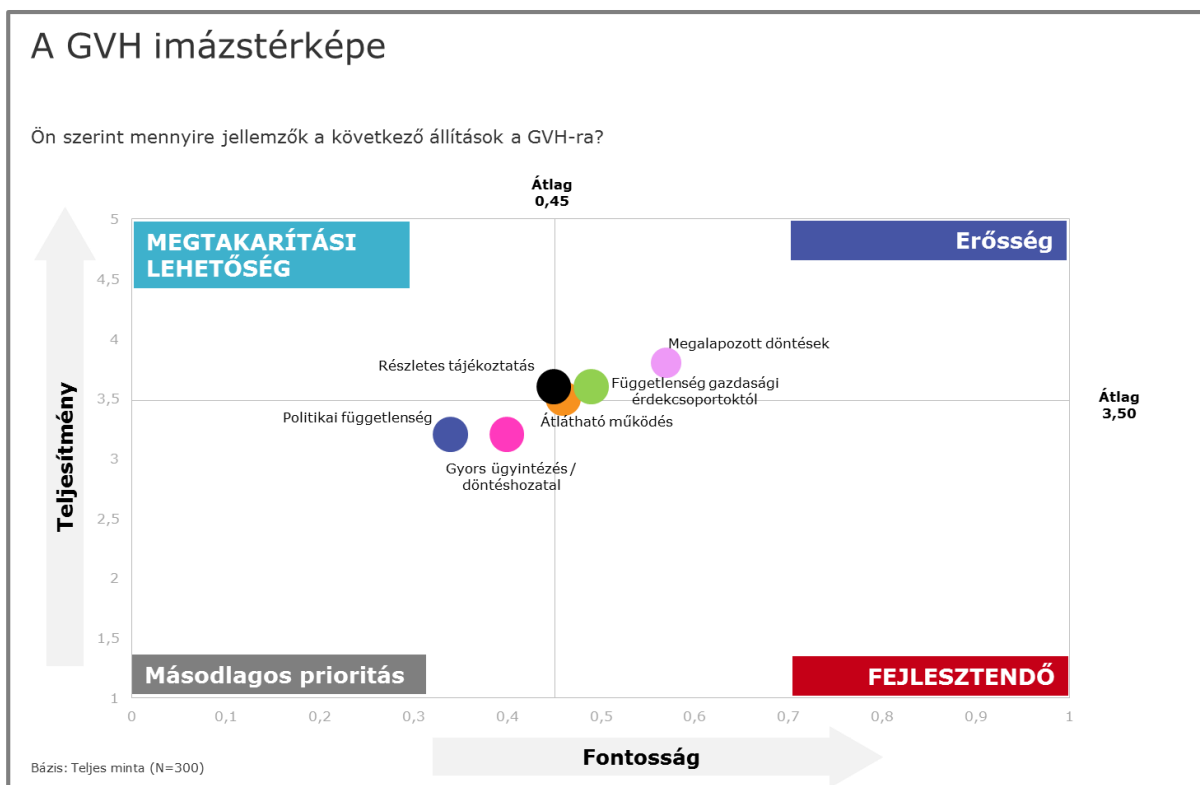 A GVH imázstérképe
Ön szerint mennyire jellemzők a következő állítások a GVH-ra?
Átlag
0,45
5
4,5
4
3,5
3
2,5
2
1,5
1
Teljesítmény
MEGTAKARÍTÁSI
LEHETŐSÉG
Erősség
Megalapozott döntések
Részletes tájékoztatás
Függetlenség gazdasági
érdekcsoportoktól
Átlag
3,50
Politikai függetlenség
Átlátható működés
Gyors ügyintézés/
döntéshozatal
Másodlagos prioritás
FEJLESZTENDŐ
0
0,1
0,2
0,3
0,4
0,5
0,6
0,7
0,8
0,9
1
Fontosság
Bázis: Teljes minta (N=300)